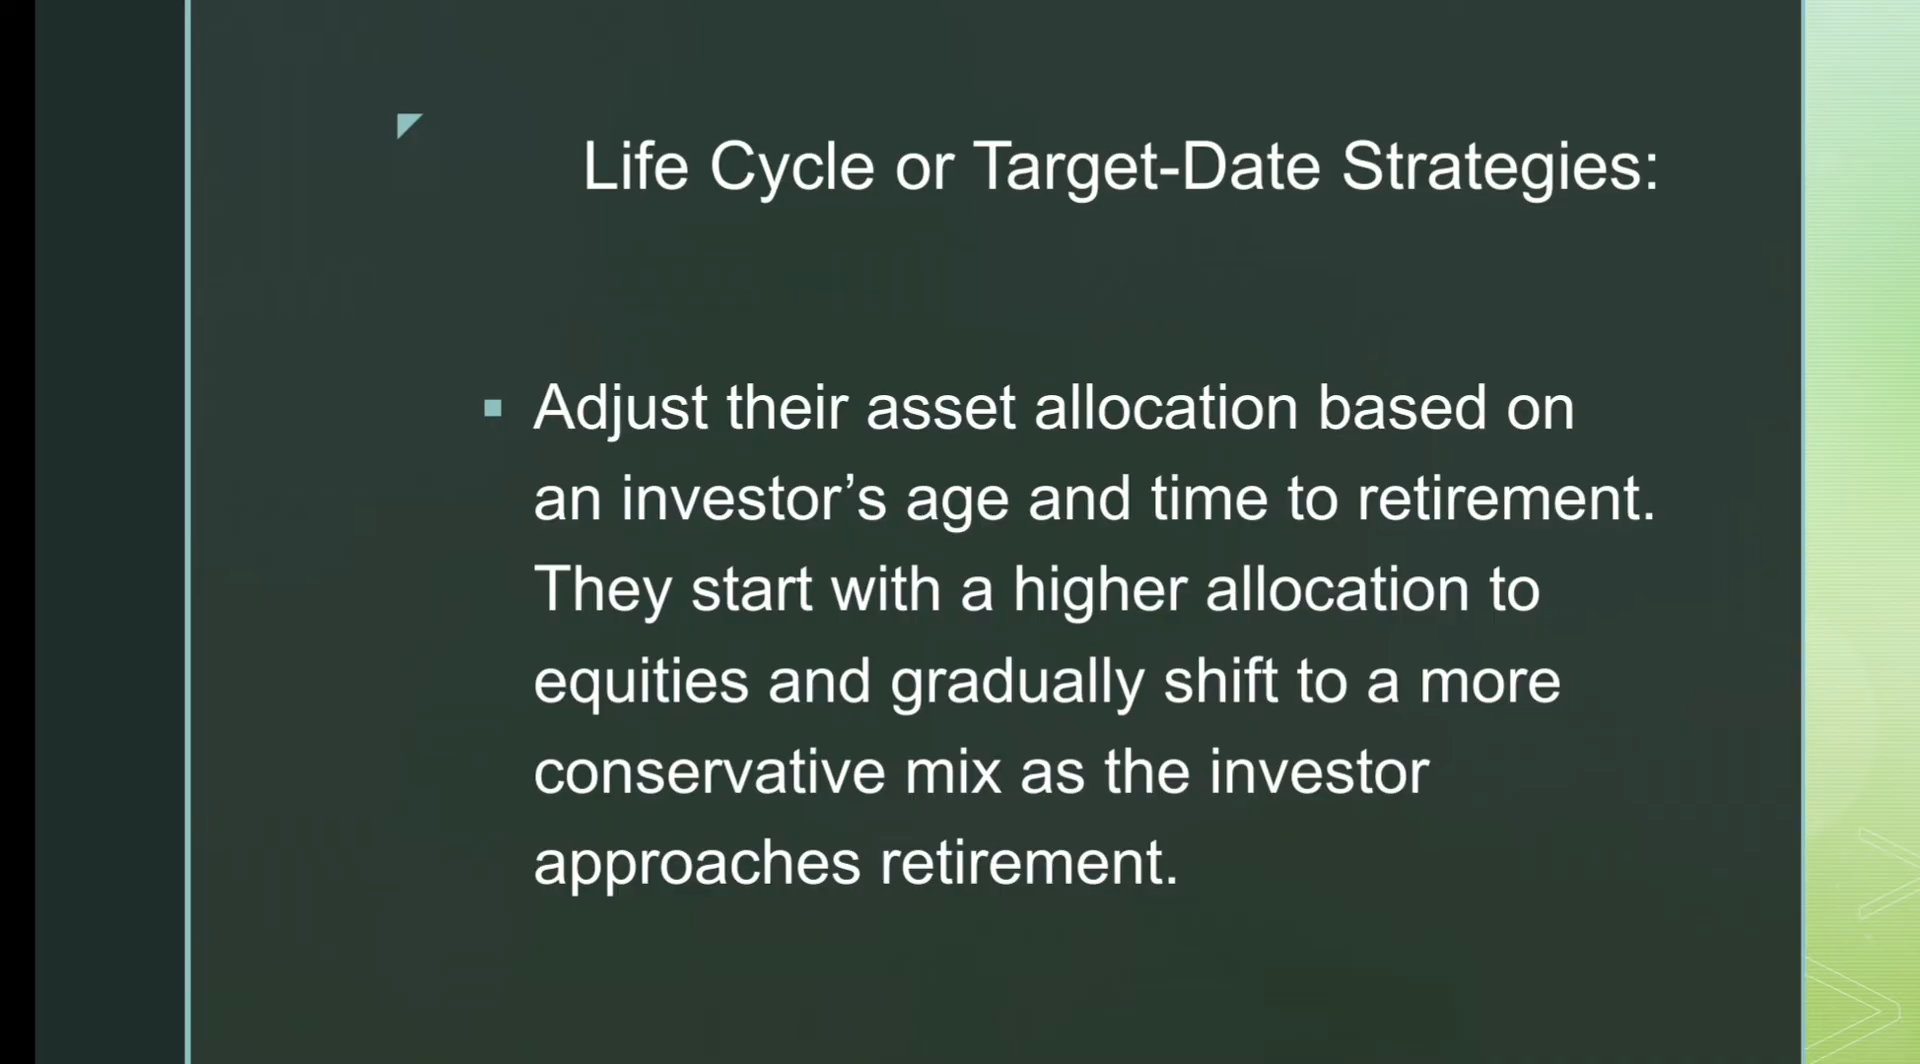 Life Cycle or Target-Date Strategies:
Adjust their asset allocation based on
an investor’s age and time to retirement.
They start with a higher allocation to
equities and gradually shift to a more
conservative mix as the investor
approaches retirement.